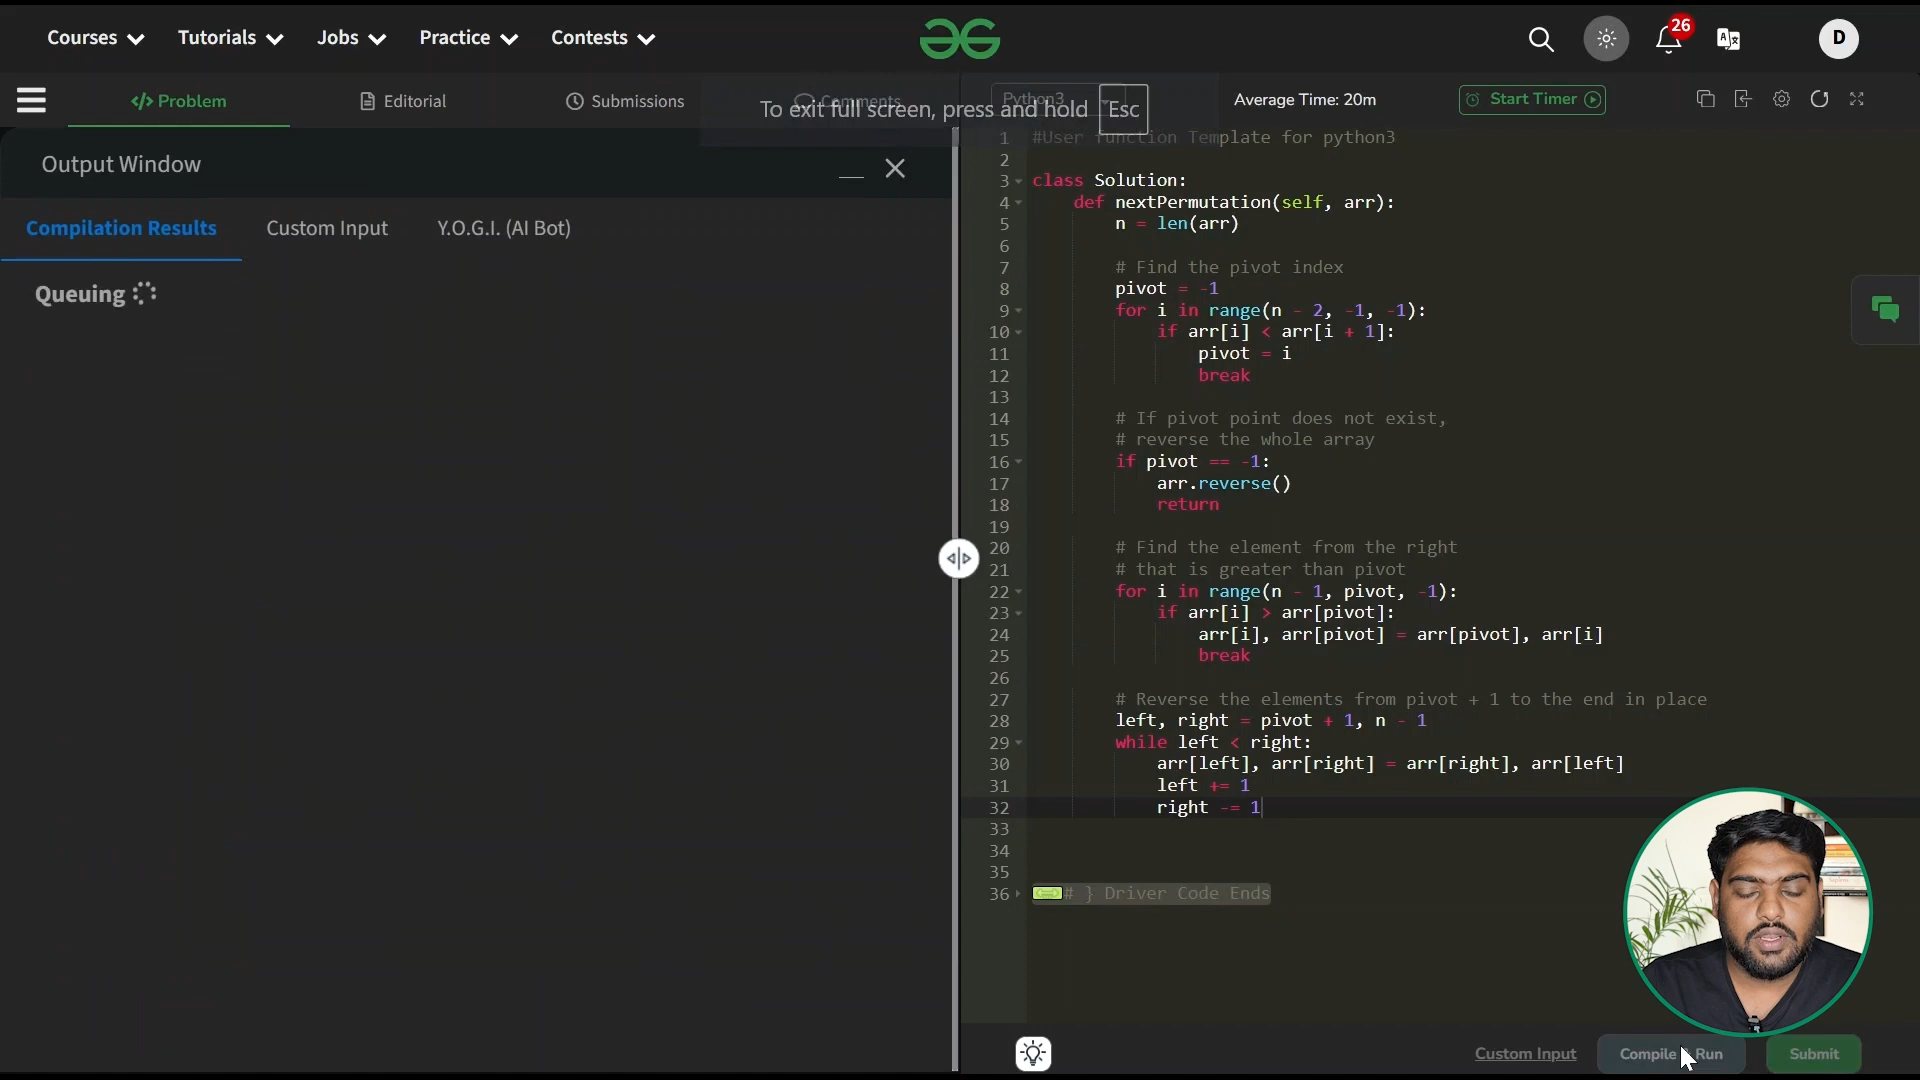 Courses
Tutorials
Jobs
Practice
Contests
26
D
Problem
Editorial
Submissions
Comments
Python3
To exit full screen, press and hold Esc
Average Time: 20m
Start Timer
Output Window
Compilation Results
Custom Input
Y.O.G.I. (AI Bot)
Queuing
1 #User function Template for python3
2
3 class Solution:
4 def nextPermutation(self, arr):
5 n = len(arr)
6
7 # Find the pivot index
8 pivot = -1
9 for i in range(n - 2, -1, -1):
10 if arr[i] < arr[i + 1]:
11 pivot = i
12 break
13
14 # If pivot point does not exist,
15 # reverse the whole array
16 if pivot == -1:
17 arr.reverse()
18 return
19
20 # Find the element from the right
21 # that is greater than pivot
22 for i in range(n - 1, pivot, -1):
23 if arr[i] > arr[pivot]:
24 arr[i], arr[pivot] = arr[pivot], arr[i]
25 break
26
27 # Reverse the elements from pivot + 1 to the end in place
28 left, right = pivot + 1, n - 1
29 while left < right:
30 arr[left], arr[right] = arr[right], arr[left]
31 left += 1
32 right -= 1
33
34
35
36 # } Driver Code Ends
Custom Input
Compile & Run
Submit